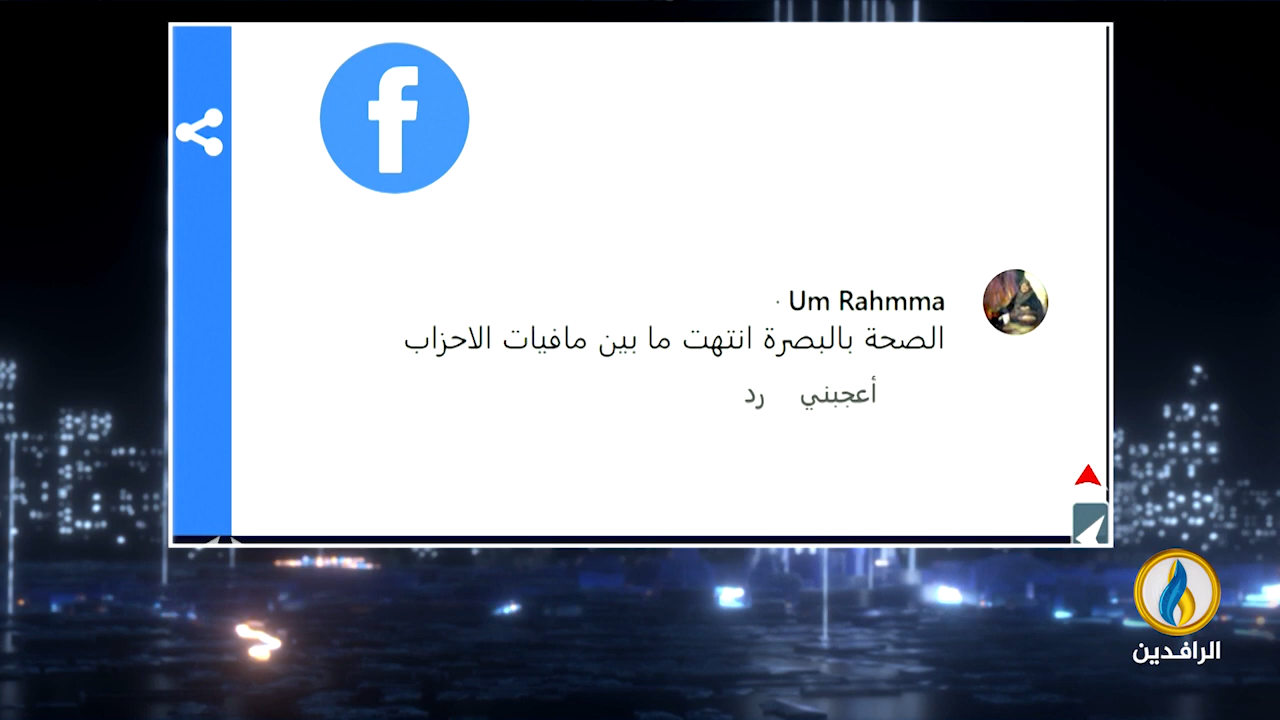 Um Rahmma ·
الصحة بالبصرة انتهت ما بين مافيات الاحزاب
أعجبني رد
الرافدين